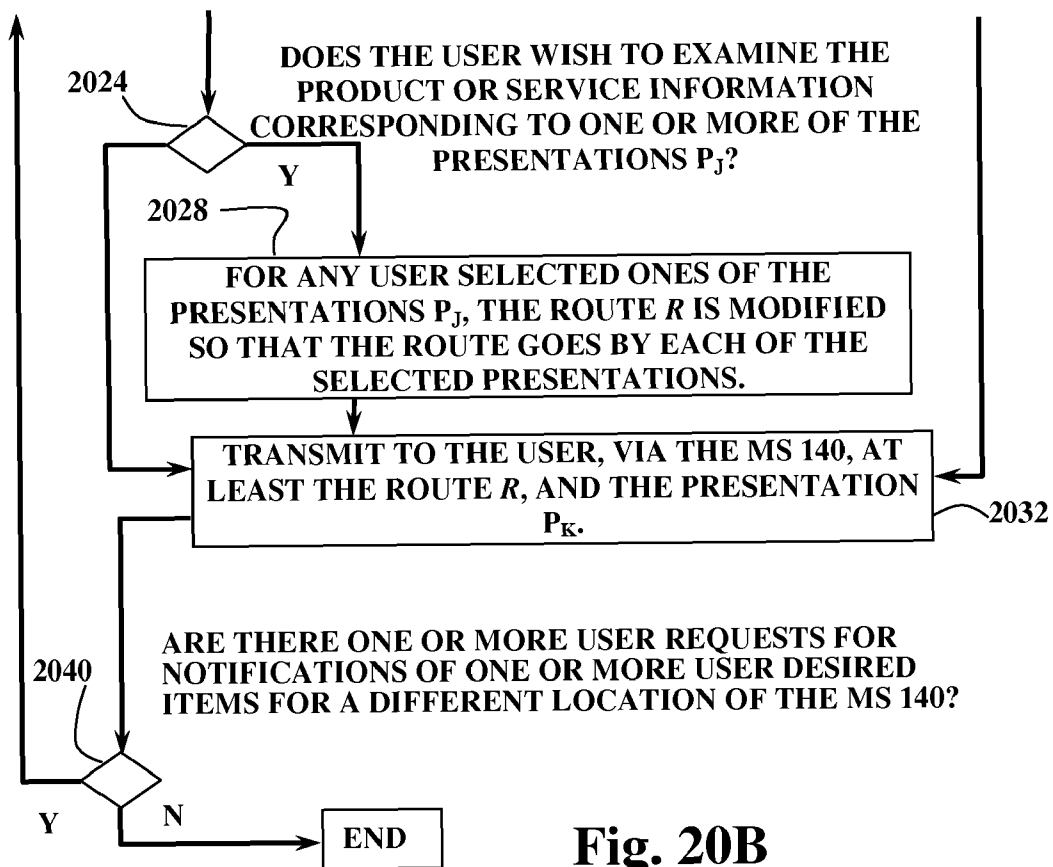 DOES THE USER WISH TO EXAMINE THE
PRODUCT OR SERVICE INFORMATION
CORRESPONDING TO ONE OR MORE OF THE
PRESENTATIONS PJ?
2024
Y
2028
FOR ANY USER SELECTED ONES OF THE
PRESENTATIONS PJ, THE ROUTE R IS MODIFIED
SO THAT THE ROUTE GOES BY EACH OF THE
SELECTED PRESENTATIONS.
TRANSMIT TO THE USER, VIA THE MS 140, AT
LEAST THE ROUTE R, AND THE PRESENTATION
PK.
2032
ARE THERE ONE OR MORE USER REQUESTS FOR
NOTIFICATIONS OF ONE OR MORE USER DESIRED
ITEMS FOR A DIFFERENT LOCATION OF THE MS 140?
2040
Y
N
END
Fig. 20B